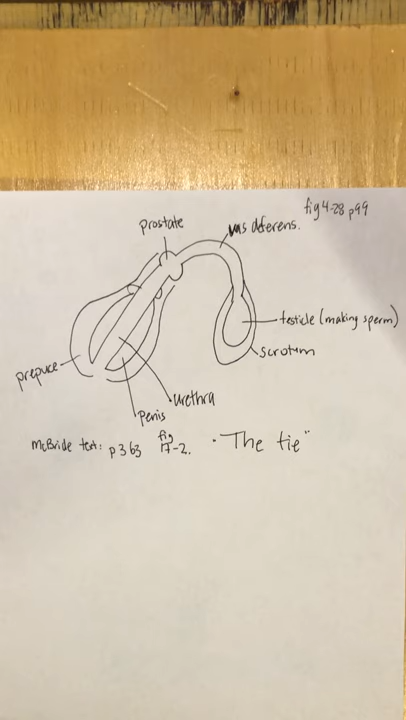 fig 4-28 p99
prostate
vas deferens.
testicle (making sperm)
scrotum
prepuce
urethra
penis
McBride text: p363 fig 17-2. · The tie"